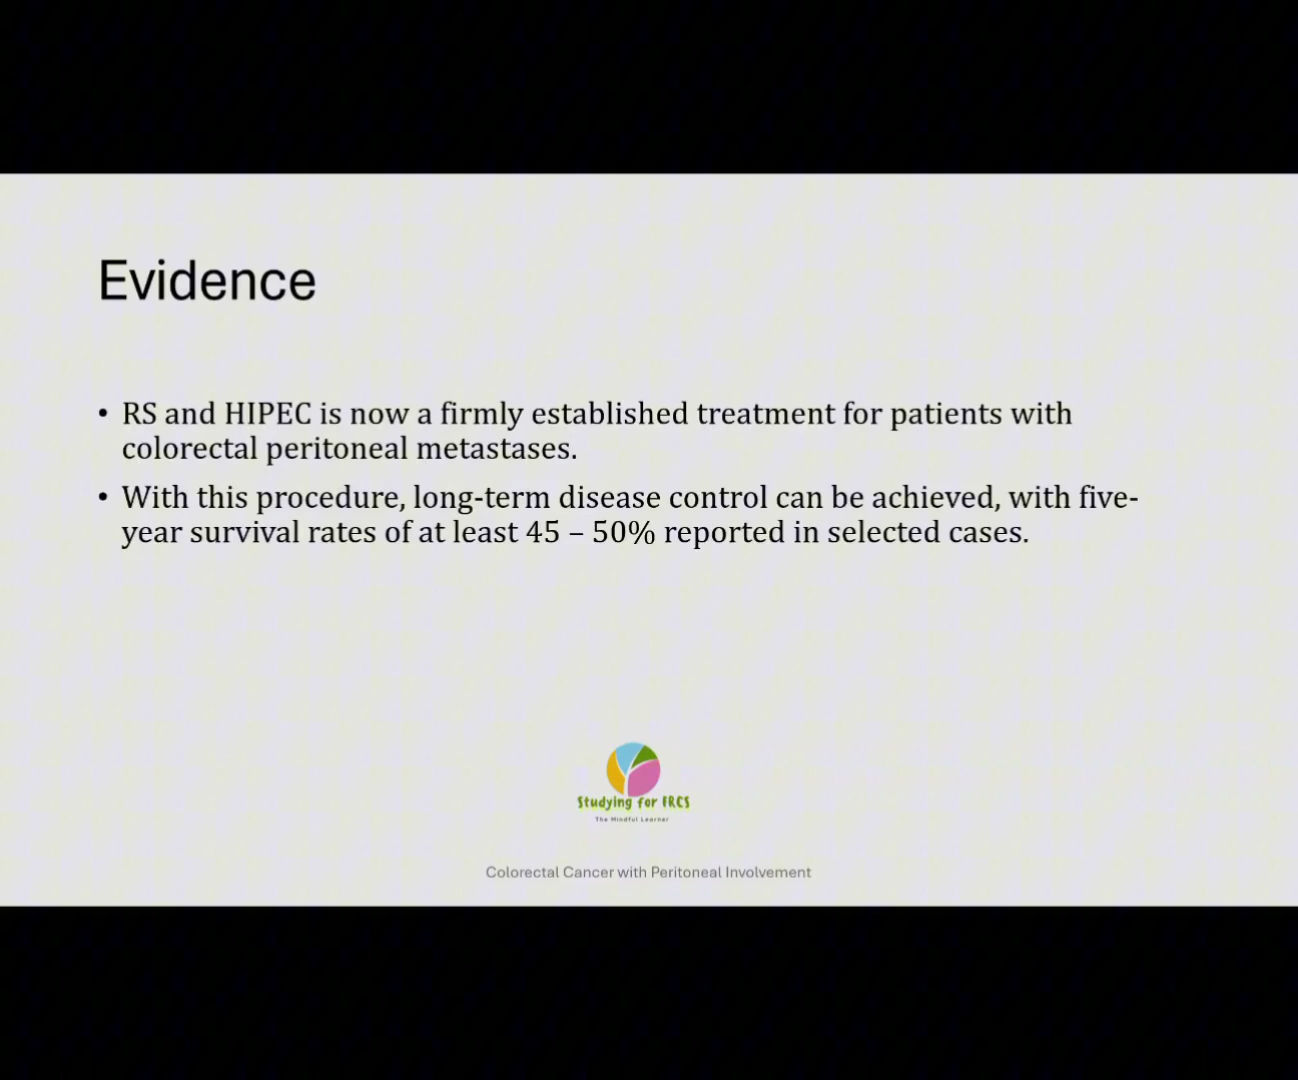 Evidence
• RS and HIPEC is now a firmly established treatment for patients with
colorectal peritoneal metastases.
• With this procedure, long-term disease control can be achieved, with five-
year survival rates of at least 45 – 50% reported in selected cases.
Studying for FRCS
The Mindful Learner
Colorectal Cancer with Peritoneal Involvement